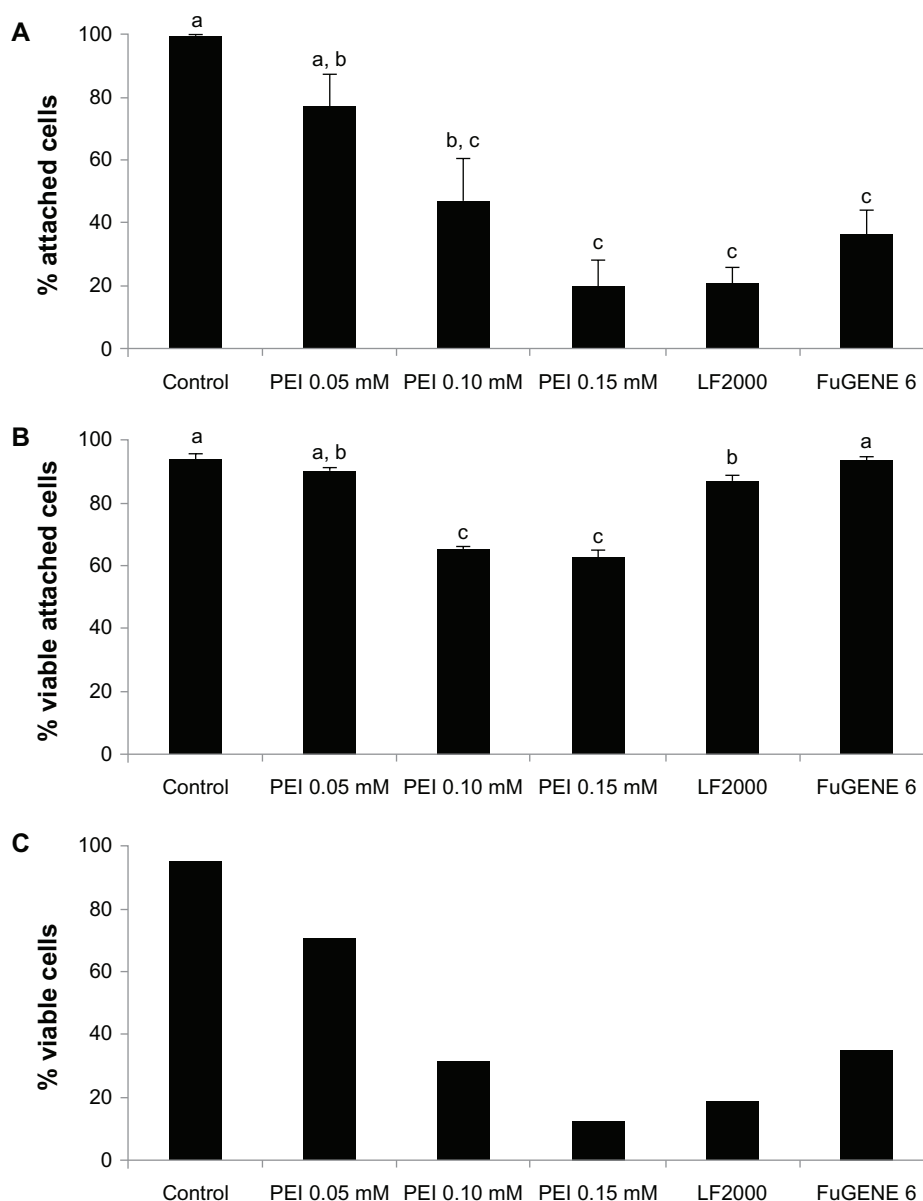 A
% attached cells
100
80
60
40
20
0
a
a, b
b, c
c
c
c
Control
PEI 0.05 mM
PEI 0.10 mM
PEI 0.15 mM
LF2000
FuGENE 6
B
% viable attached cells
100
80
60
40
20
0
a
a, b
c
c
b
a
Control
PEI 0.05 mM
PEI 0.10 mM
PEI 0.15 mM
LF2000
FuGENE 6
C
% viable cells
100
80
60
40
20
0
Control
PEI 0.05 mM
PEI 0.10 mM
PEI 0.15 mM
LF2000
FuGENE 6